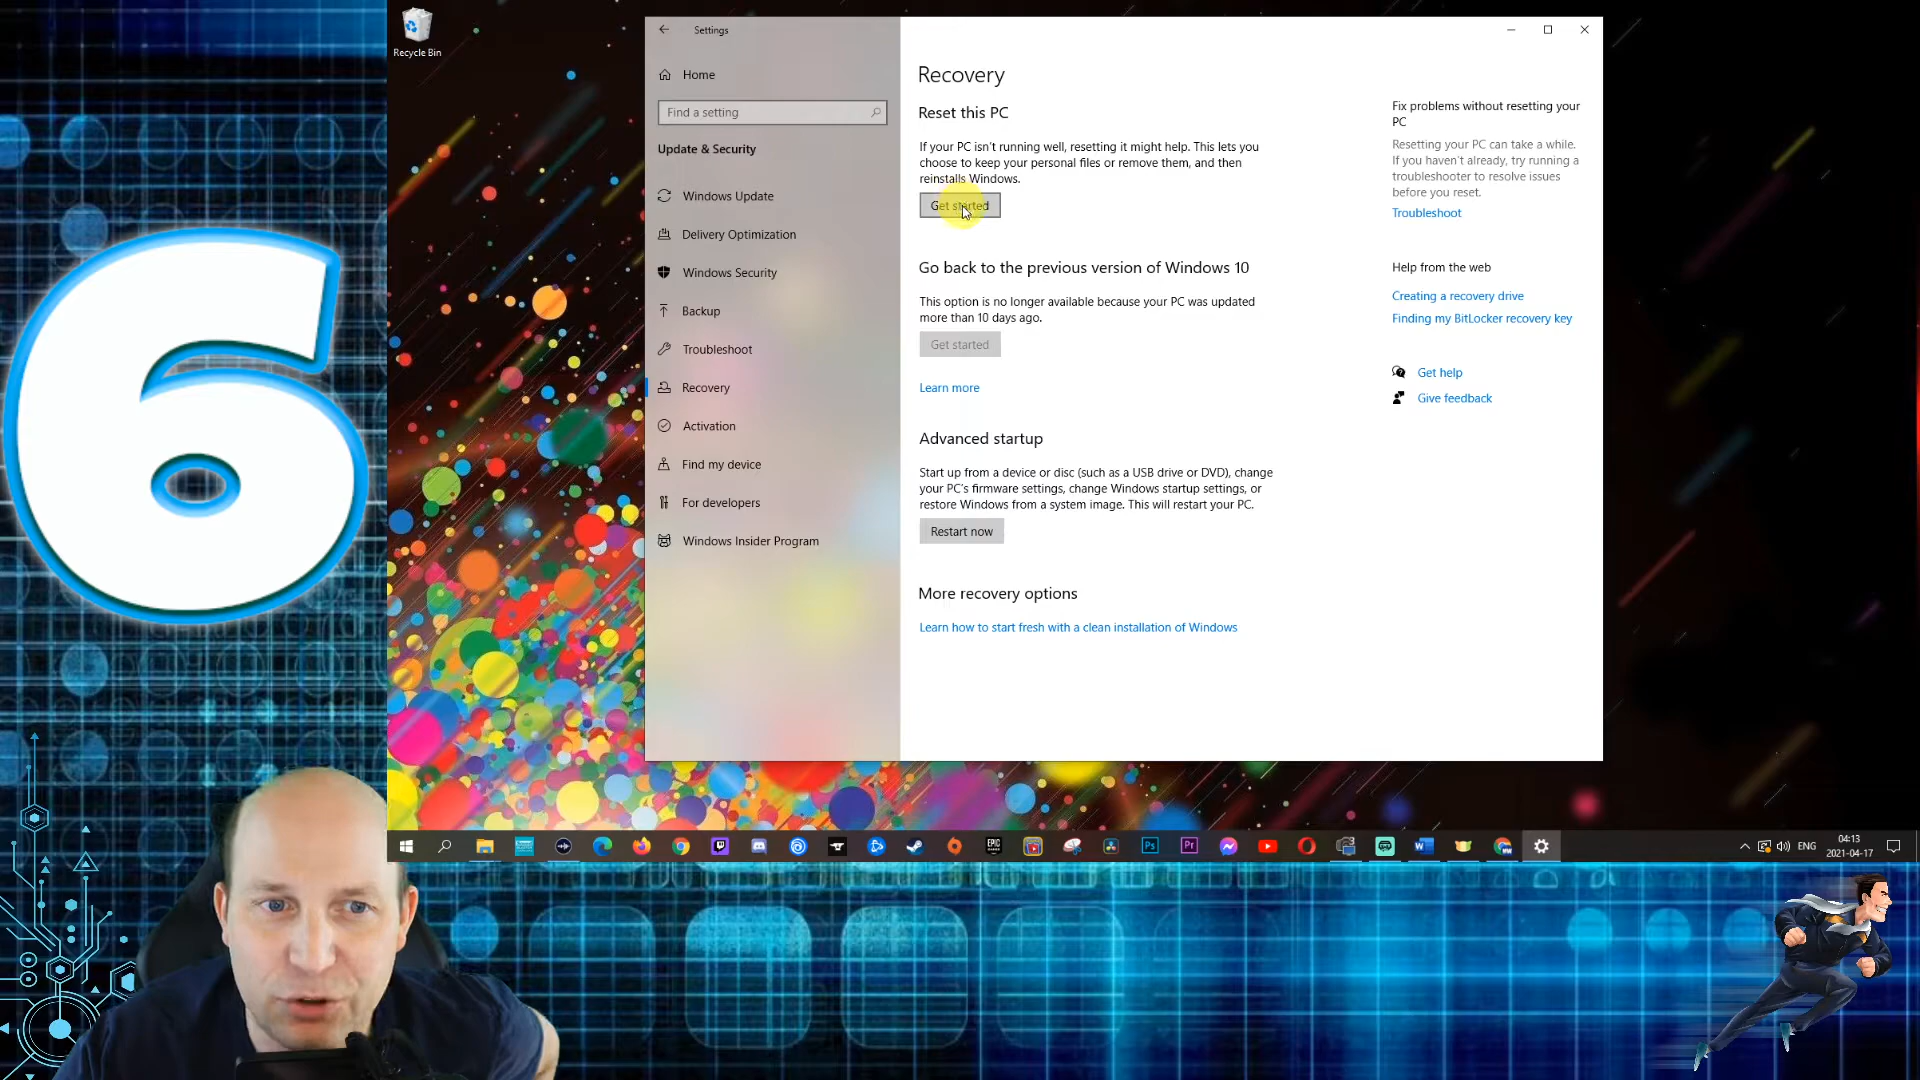 6
Recycle Bin
Settings
Home
Find a setting
Update & Security
Windows Update
Delivery Optimization
Windows Security
Backup
Troubleshoot
Recovery
Activation
Find my device
For developers
Windows Insider Program
Recovery
Reset this PC
If your PC isn't running well, resetting it might help. This lets you
choose to keep your personal files or remove them, and then
reinstalls Windows.
Get started
Go back to the previous version of Windows 10
This option is no longer available because your PC was updated
more than 10 days ago.
Get started
Learn more
Advanced startup
Start up from a device or disc (such as a USB drive or DVD), change
your PC's firmware settings, change Windows startup settings, or
restore Windows from a system image. This will restart your PC.
Restart now
More recovery options
Learn how to start fresh with a clean installation of Windows
Fix problems without resetting your
PC
Resetting your PC can take a while.
If you haven't already, try running a
troubleshooter to resolve issues
before you reset.
Troubleshoot
Help from the web
Creating a recovery drive
Finding my BitLocker recovery key
Get help
Give feedback
EPIC
Ps
Pr
ENG
04:13
2021-04-17